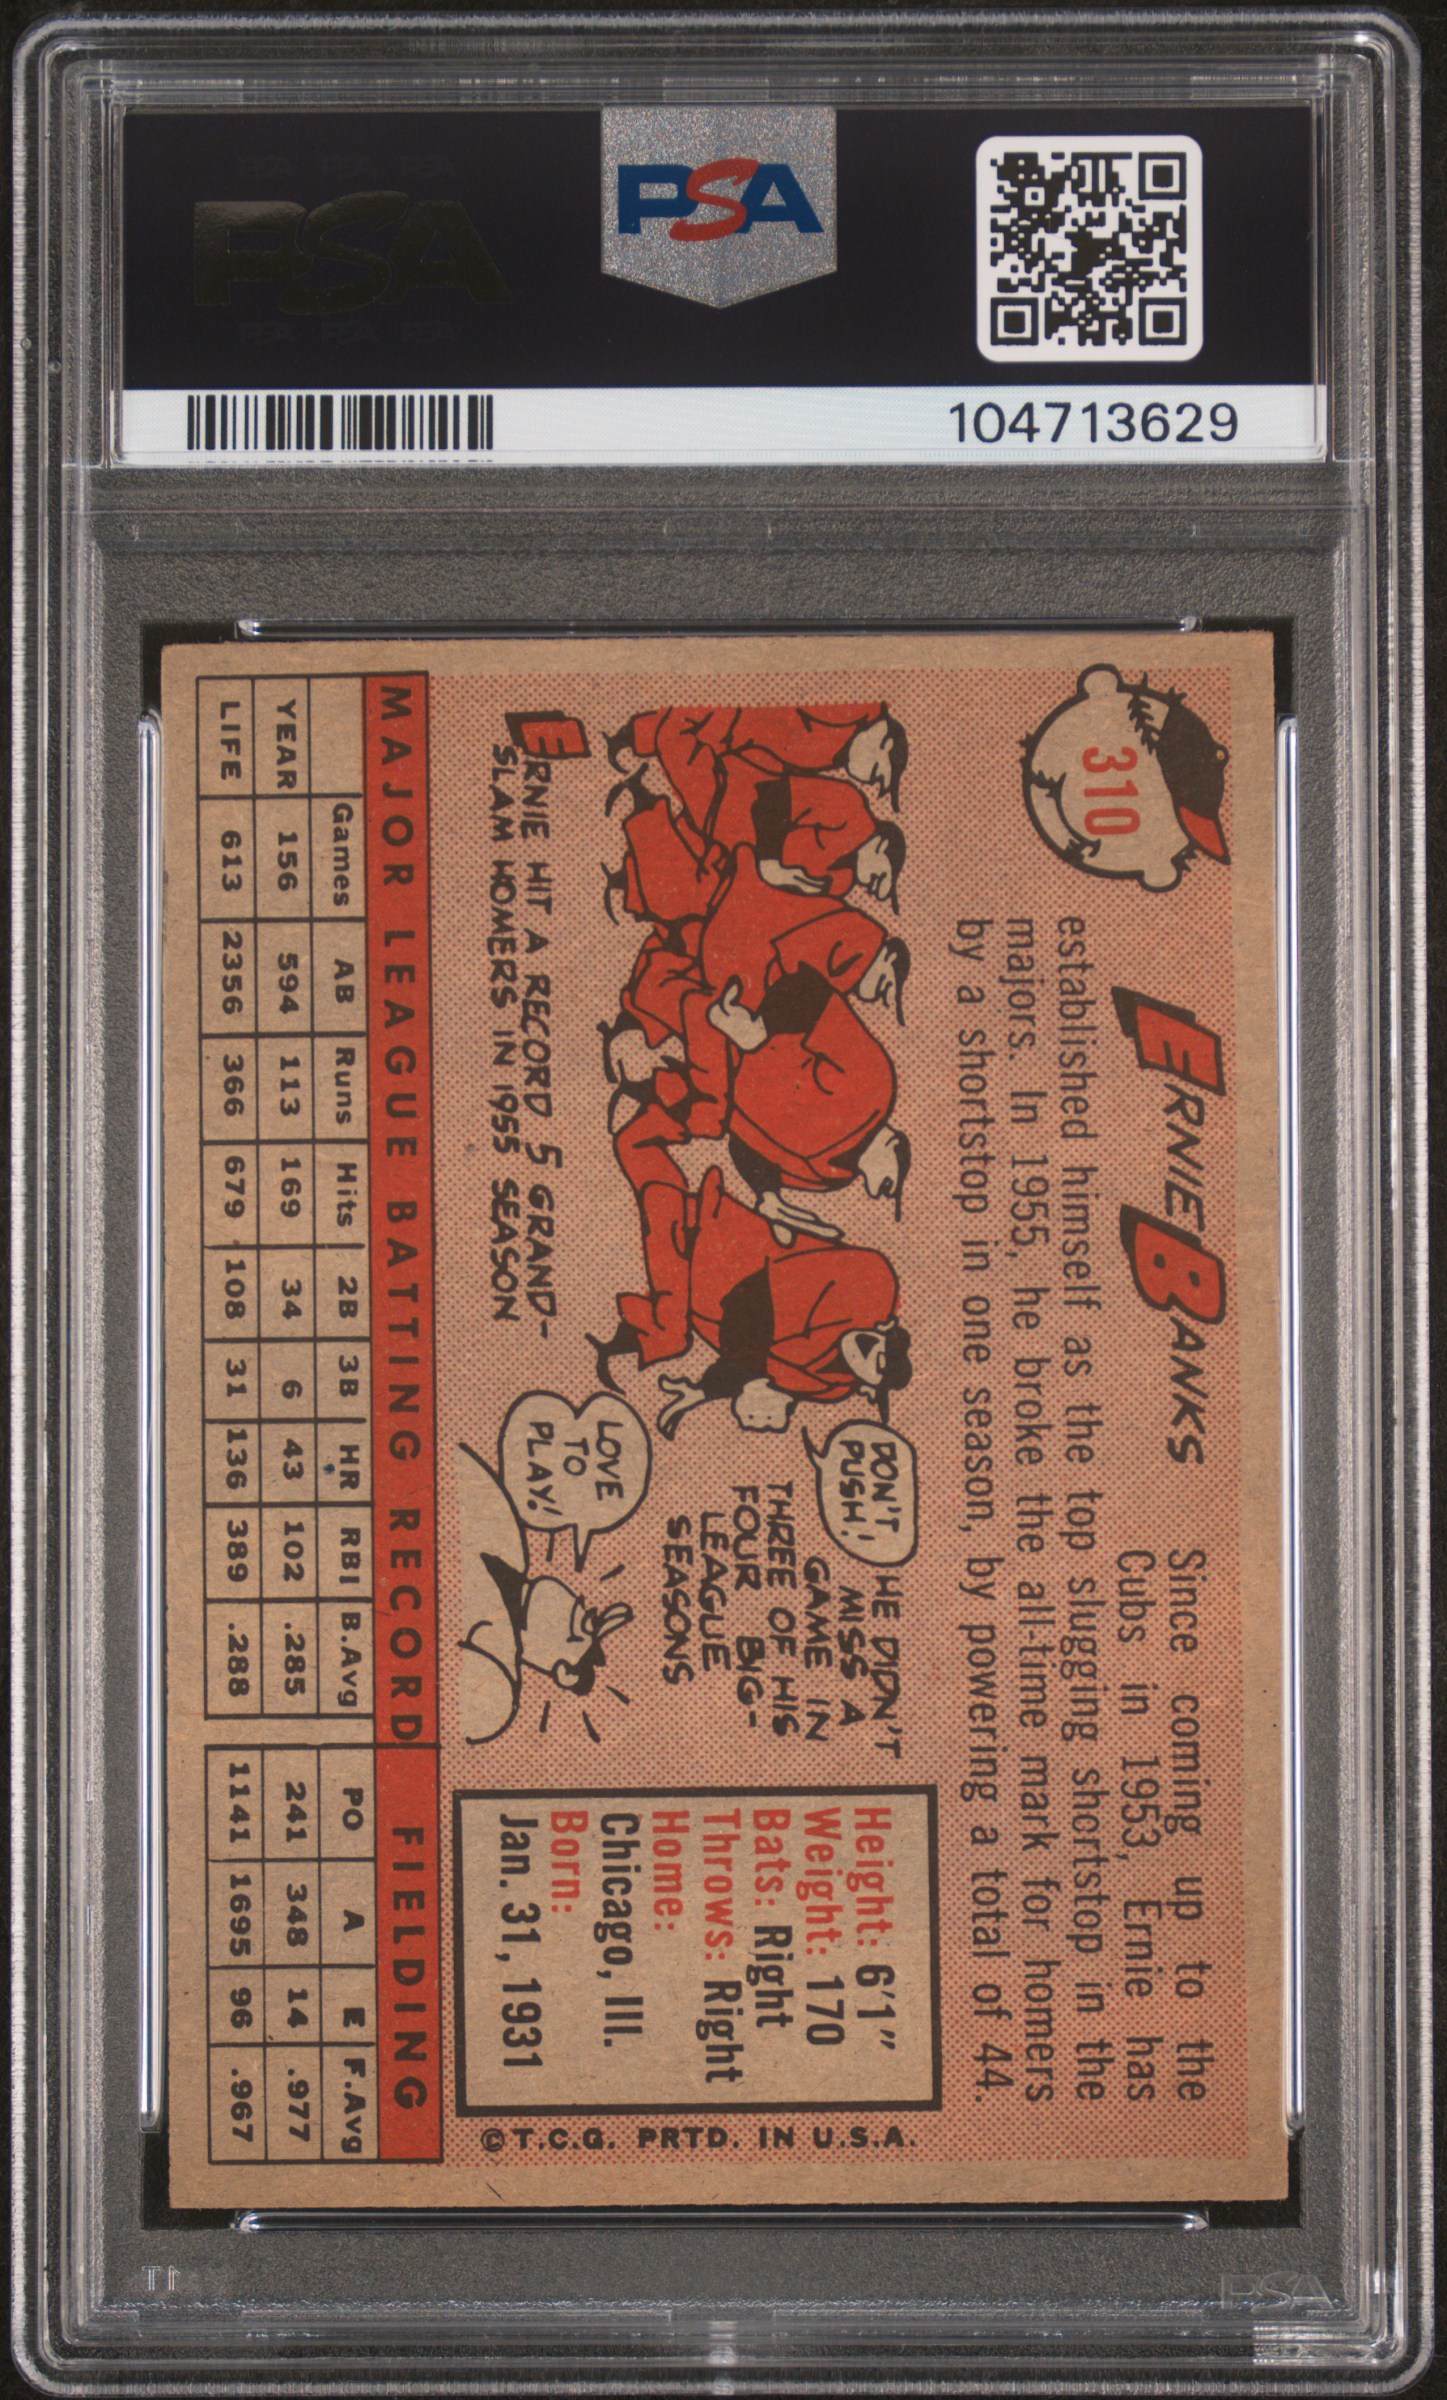 PSA
PSA
104713629
310
ERNIE BANKS
Since coming up to the
Cubs in 1953, Ernie has
established himself as the top slugging shortstop in the
majors. In 1955, he broke the all-time mark for homers
by a shortstop in one season, by powering a total of 44.
DON'T
PUSH!
HE DIDN'T
MISS A
GAME IN
THREE OF HIS
FOUR BIG-
LEAGUE
SEASONS
ERNIE HIT A RECORD 5 GRAND-
SLAM HOMERS IN 1955 SEASON
LOVE
TO
PLAY!
Height: 6'1"
Weight: 170
Bats: Right
Throws: Right
Home:
Chicago, Ill.
Born:
Jan. 31, 1931
© T.C.G. PRTD. IN U.S.A.
MAJOR LEAGUE BATTING RECORD FIELDING
Games AB Runs Hits 2B 3B HR RBI B.Avg PO A E F.Avg
YEAR 156 594 113 169 34 6 43 102 .285 241 348 14 .977
LIFE 613 2356 366 679 108 31 136 389 .288 1141 1695 96 .967
PSA